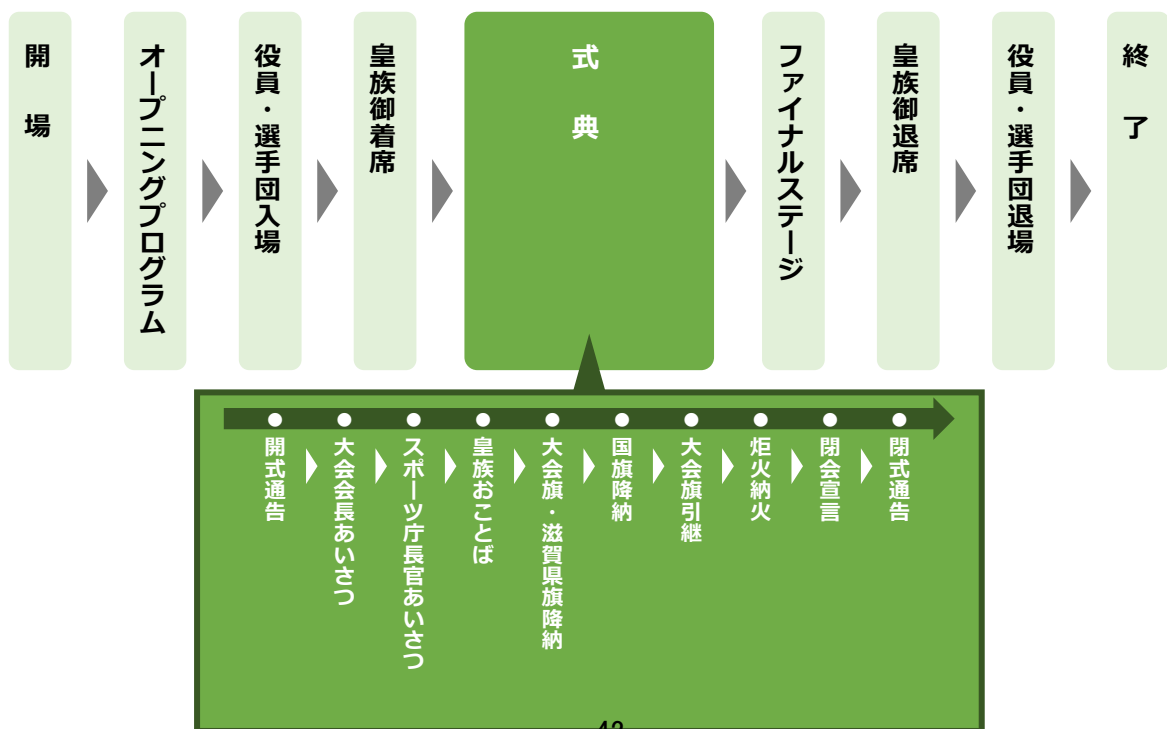 開場
オープニングプログラム
役員・選手団入場
皇族御着席
式典
ファイナルステージ
皇族御退席
役員・選手団退場
終了
開式通告
大会会長あいさつ
スポーツ庁長官あいさつ
皇族おことば
大会旗・滋賀県旗降納
国旗降納
大会旗引継
炬火納火
閉会宣言
閉式通告